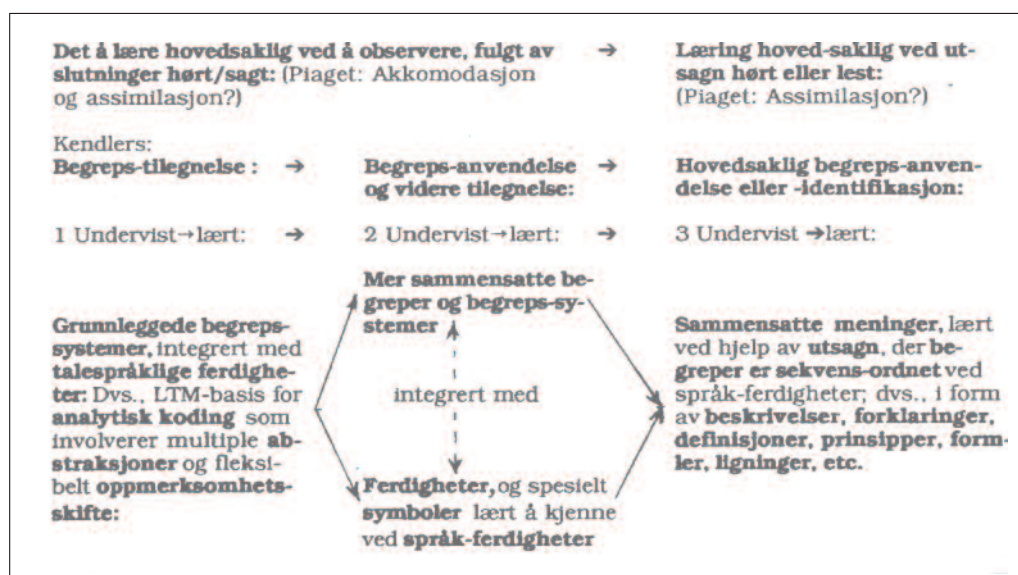 Det å lære hovedsaklig ved å observere, fulgt av
slutninger hørt/sagt: (Piaget: Akkomodasjon
og assimilasjon?)
→
Læring hoved-saklig ved ut-
sagn hørt eller lest:
(Piaget: Assimilasjon?)
Kendlers:
Begreps-tilegnelse : →
Begreps-anvendelse →
og videre tilegnelse:
Hovedsaklig begreps-anven-
delse eller -identifikasjon:
1 Undervist→lært: →
2 Undervist→lært: →
3 Undervist →lært:
Grunnleggede begreps-
systemer, integrert med
talespråklige ferdighe-
ter: Dvs., LTM-basis for
analytisk koding som
involverer multiple ab-
straksjoner og fleksi-
belt oppmerksomhets-
skifte:
Mer sammensatte be-
greper og begreps-sy-
stemer
integrert med
Ferdigheter, og spesielt
symboler lært å kjenne
ved språk-ferdigheter
Sammensatte meninger, lært
ved hjelp av utsagn, der be-
greper er sekvens-ordnet ved
språk-ferdigheter; dvs., i form
av beskrivelser, forklaringer,
definisjoner, prinsipper, form-
ler, ligninger, etc.